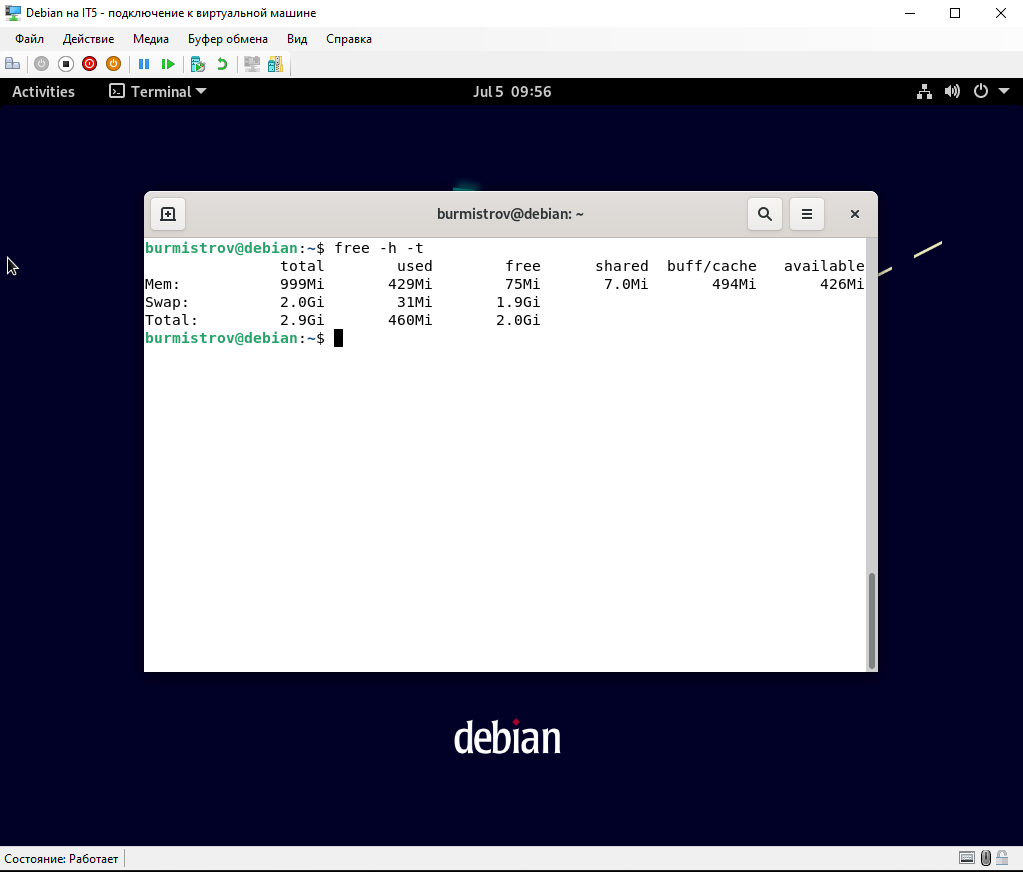 Debian на IT5 - подключение к виртуальной машине
Файл Действие Медиа Буфер обмена Вид Справка
Activities Terminal Jul 5 09:56
burmistrov@debian: ~
burmistrov@debian:~$ free -h -t
total used free shared buff/cache available
Mem: 999Mi 429Mi 75Mi 7.0Mi 494Mi 426Mi
Swap: 2.0Gi 31Mi 1.9Gi
Total: 2.9Gi 460Mi 2.0Gi
burmistrov@debian:~$
debian
Состояние: Работает